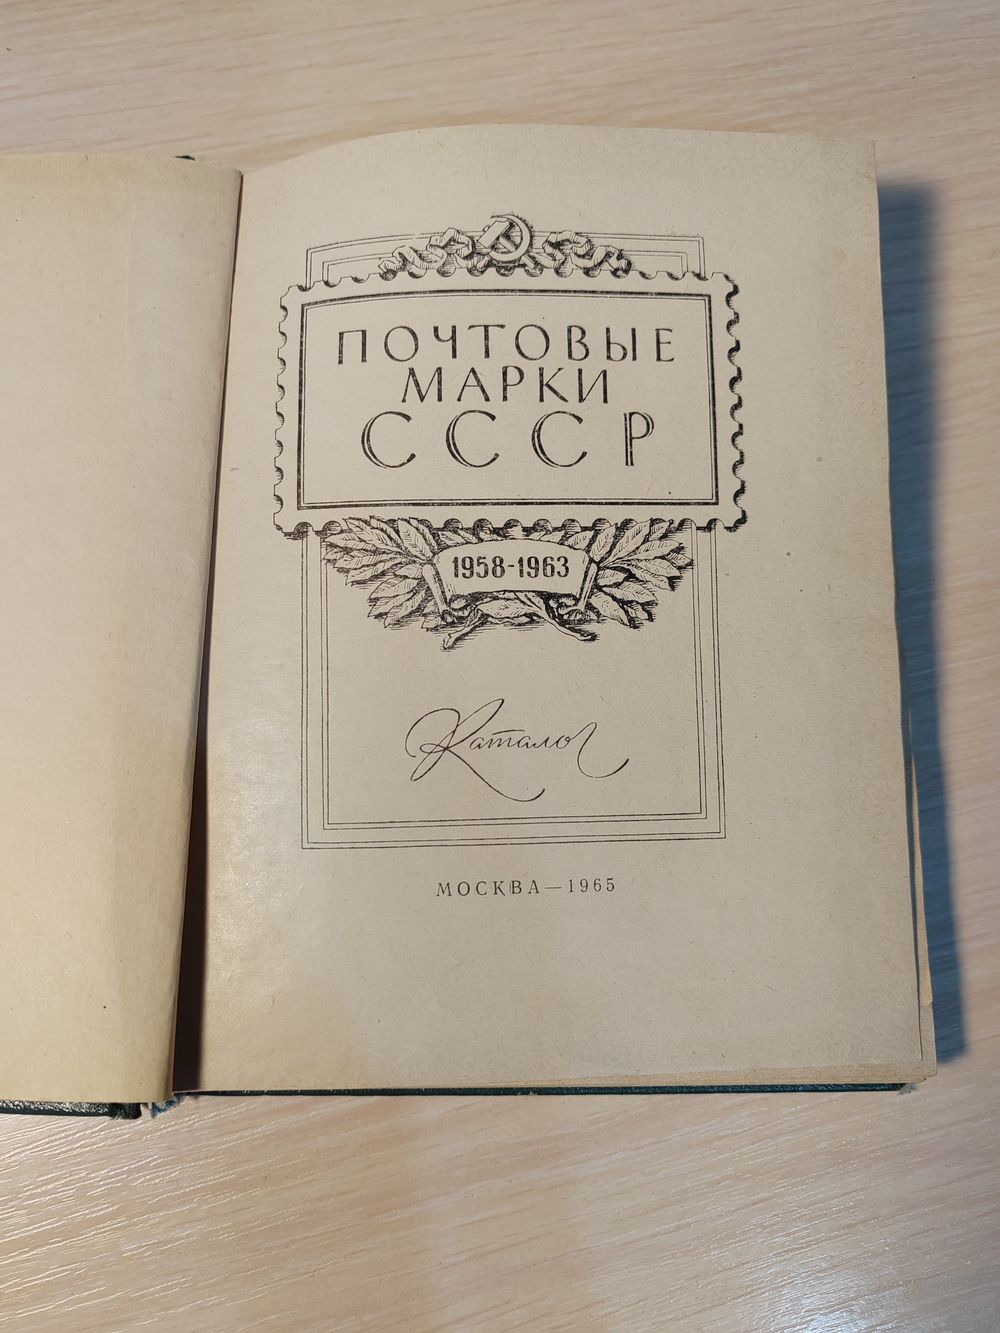 ПОЧТОВЫЕ
МАРКИ
СССР
1958-1963
Каталог
МОСКВА—1965